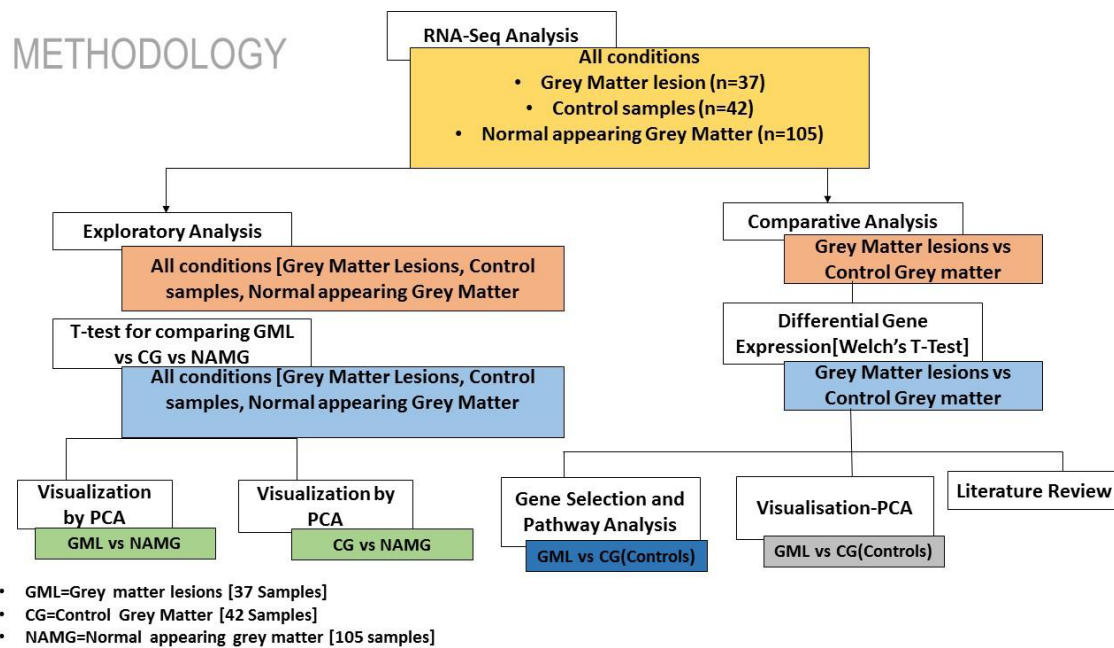 METHODOLOGY
RNA-Seq Analysis
All conditions
• Grey Matter lesion (n=37)
• Control samples (n=42)
• Normal appearing Grey Matter (n=105)
Exploratory Analysis
All conditions [Grey Matter Lesions, Control
samples, Normal appearing Grey Matter
T-test for comparing GML
vs CG vs NAMG
All conditions [Grey Matter Lesions, Control
samples, Normal appearing Grey Matter
Visualization
by PCA
GML vs NAMG
Visualization by
PCA
CG vs NAMG
Comparative Analysis
Grey Matter lesions vs
Control Grey matter
Differential Gene
Expression[Welch's T-Test]
Grey Matter lesions vs
Control Grey matter
Gene Selection and
Pathway Analysis
GML vs CG(Controls)
Visualisation-PCA
GML vs CG(Controls)
Literature Review
• GML=Grey matter lesions [37 Samples]
• CG=Control Grey Matter [42 Samples]
• NAMG=Normal appearing grey matter [105 samples]